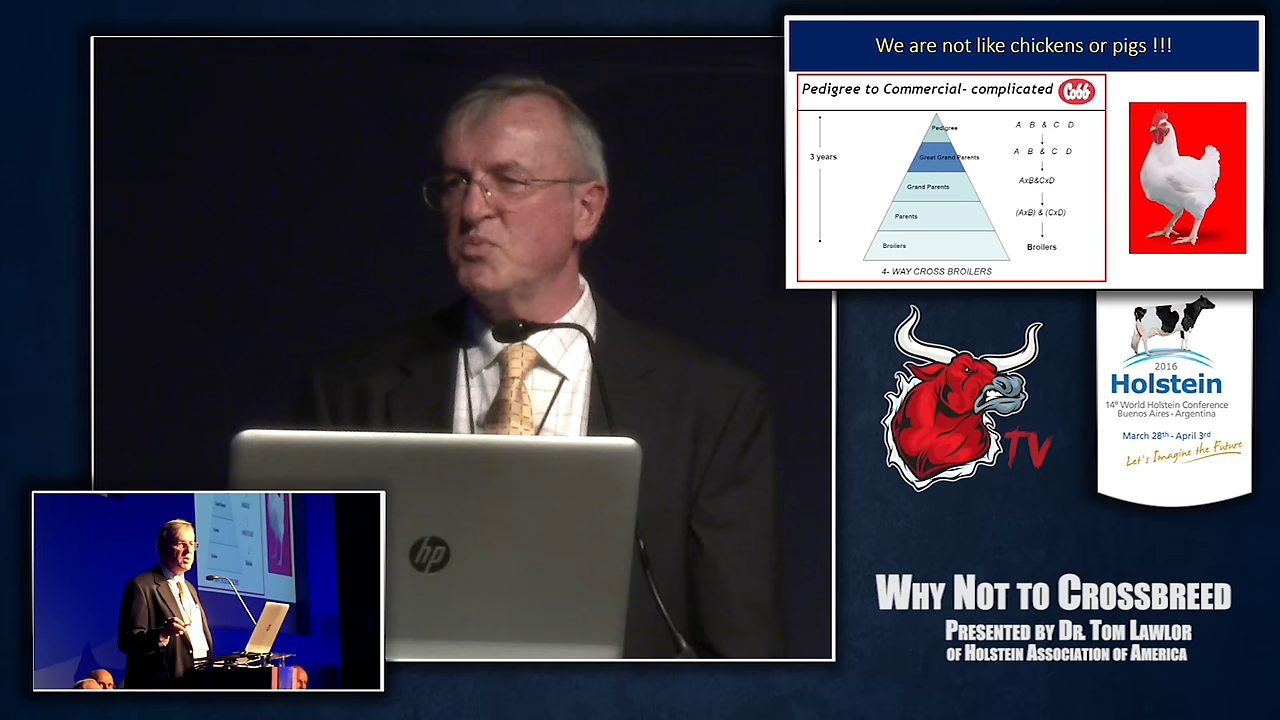 We are not like chickens or pigs !!!
Pedigree to Commercial- complicated
Cobb
3 years
Pedigree
Great Grand Parents
Grand Parents
Parents
Broilers
A B & C D
A B & C D
AxB&CxD
(AxB) & (CxD)
Broilers
4- WAY CROSS BROILERS
hp
TV
2016
Holstein
14º World Holstein Conference
Buenos Aires - Argentina
March 28th - April 3rd
Let's Imagine the Future
WHY NOT TO CROSSBREED
PRESENTED BY DR. TOM LAWLOR
OF HOLSTEIN ASSOCIATION OF AMERICA